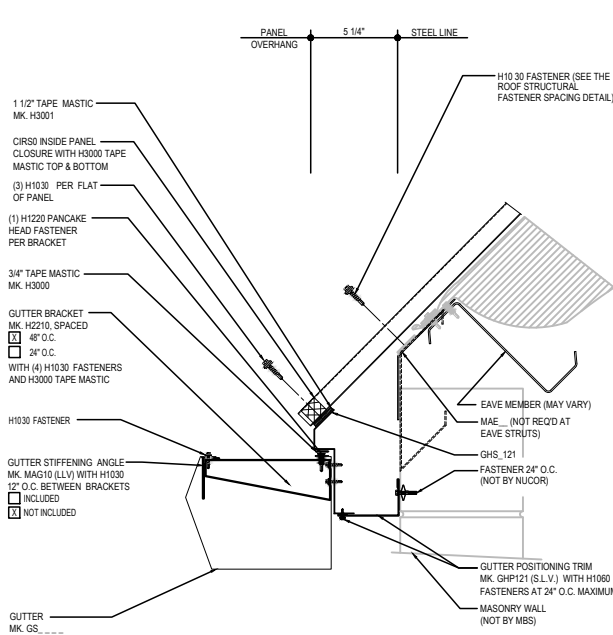 PANEL
OVERHANG
5 1/4"
STEEL LINE
H10 30 FASTENER (SEE THE
ROOF STRUCTURAL
FASTENER SPACING DETAIL)
1 1/2" TAPE MASTIC
MK. H3001
CIRS0 INSIDE PANEL
CLOSURE WITH H3000 TAPE
MASTIC TOP & BOTTOM
(3) H1030 PER FLAT
OF PANEL
(1) H1220 PANCAKE
HEAD FASTENER
PER BRACKET
3/4" TAPE MASTIC
MK. H3000
GUTTER BRACKET
MK. H2210, SPACED
X 48" O.C.
24" O.C.
WITH (4) H1030 FASTENERS
AND H3000 TAPE MASTIC
H1030 FASTENER
GUTTER STIFFENING ANGLE
MK. MAG10 (LLV) WITH H1030
12" O.C. BETWEEN BRACKETS
INCLUDED
X NOT INCLUDED
GUTTER
MK. GS____
EAVE MEMBER (MAY VARY)
MAE__ (NOT REQ'D AT
EAVE STRUTS)
GHS_121
FASTENER 24" O.C.
(NOT BY NUCOR)
GUTTER POSITIONING TRIM
MK. GHP121 (S.L.V.) WITH H1060
FASTENERS AT 24" O.C. MAXIMUM
MASONRY WALL
(NOT BY MBS)